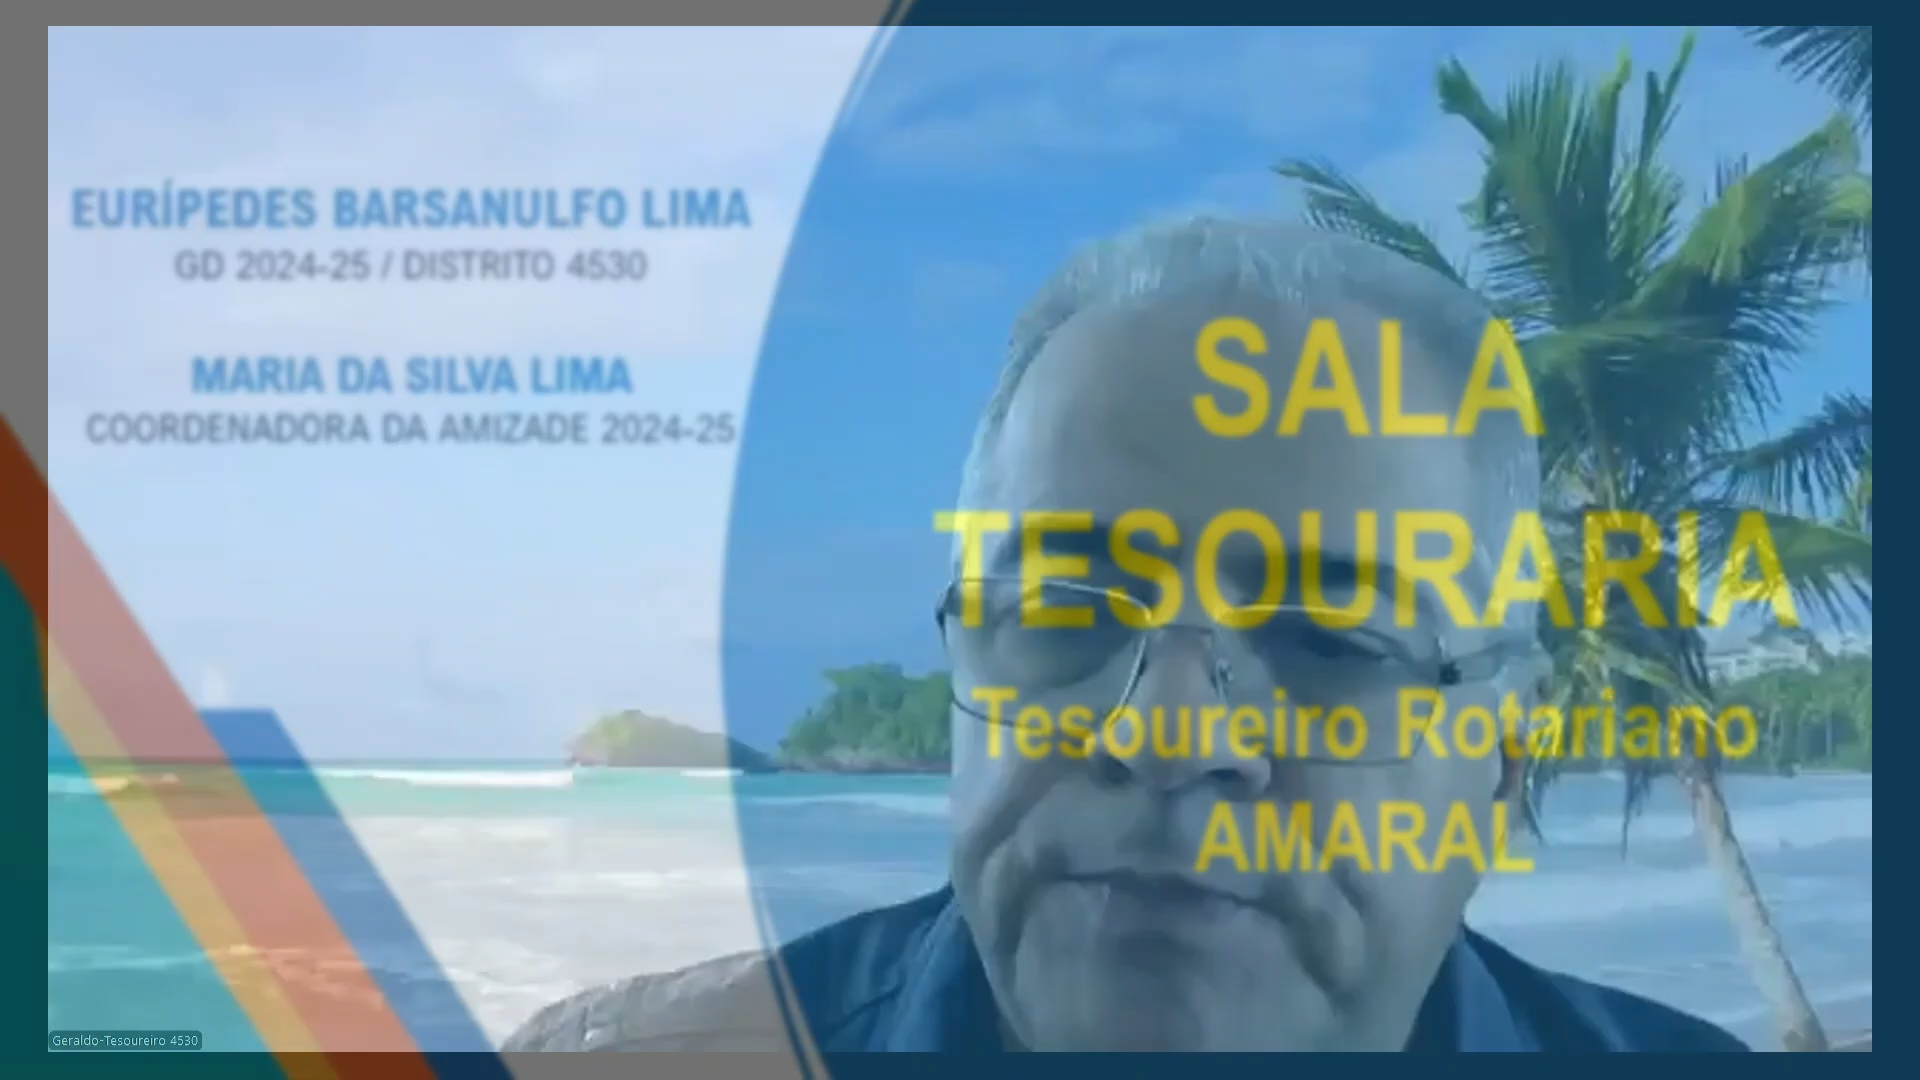 EURÍPEDES BARSANULFO LIMA
GD 2024-25 / DISTRITO 4530
MARIA DA SILVA LIMA
COORDENADORA DA AMIZADE 2024-25
SALA
TESOURARIA
Tesoureiro Rotariano
AMARAL
Geraldo-Tesoureiro 4530